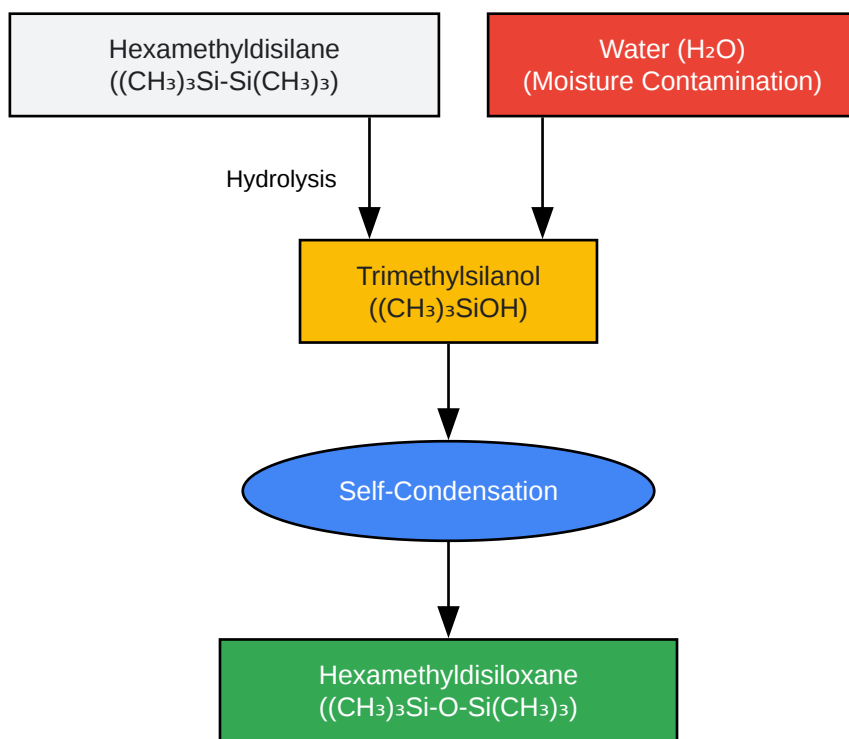 Hexamethyldisilane
((CH₃)₃Si-Si(CH₃)₃)
Water (H₂O)
(Moisture Contamination)
Hydrolysis
Trimethylsilanol
((CH₃)₃SiOH)
Self-Condensation
Hexamethyldisiloxane
((CH₃)₃Si-O-Si(CH₃)₃)